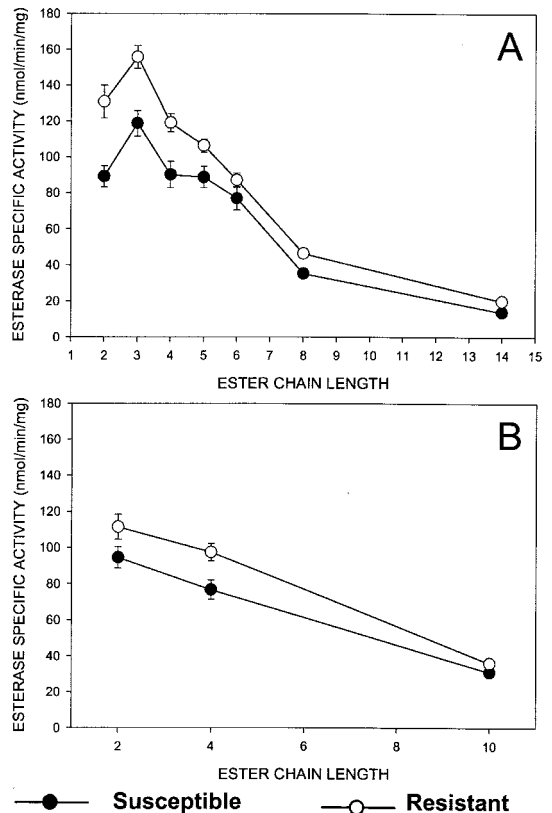 A
ESTERASE SPECIFIC ACTIVITY (nmol/min/mg)
180
160
140
120
100
80
60
40
20
0
1 2 3 4 5 6 7 8 9 10 11 12 13 14 15
ESTER CHAIN LENGTH
B
ESTERASE SPECIFIC ACTIVITY (nmol/min/mg)
180
160
140
120
100
80
60
40
20
0
2 4 6 8 10
ESTER CHAIN LENGTH
Susceptible Resistant